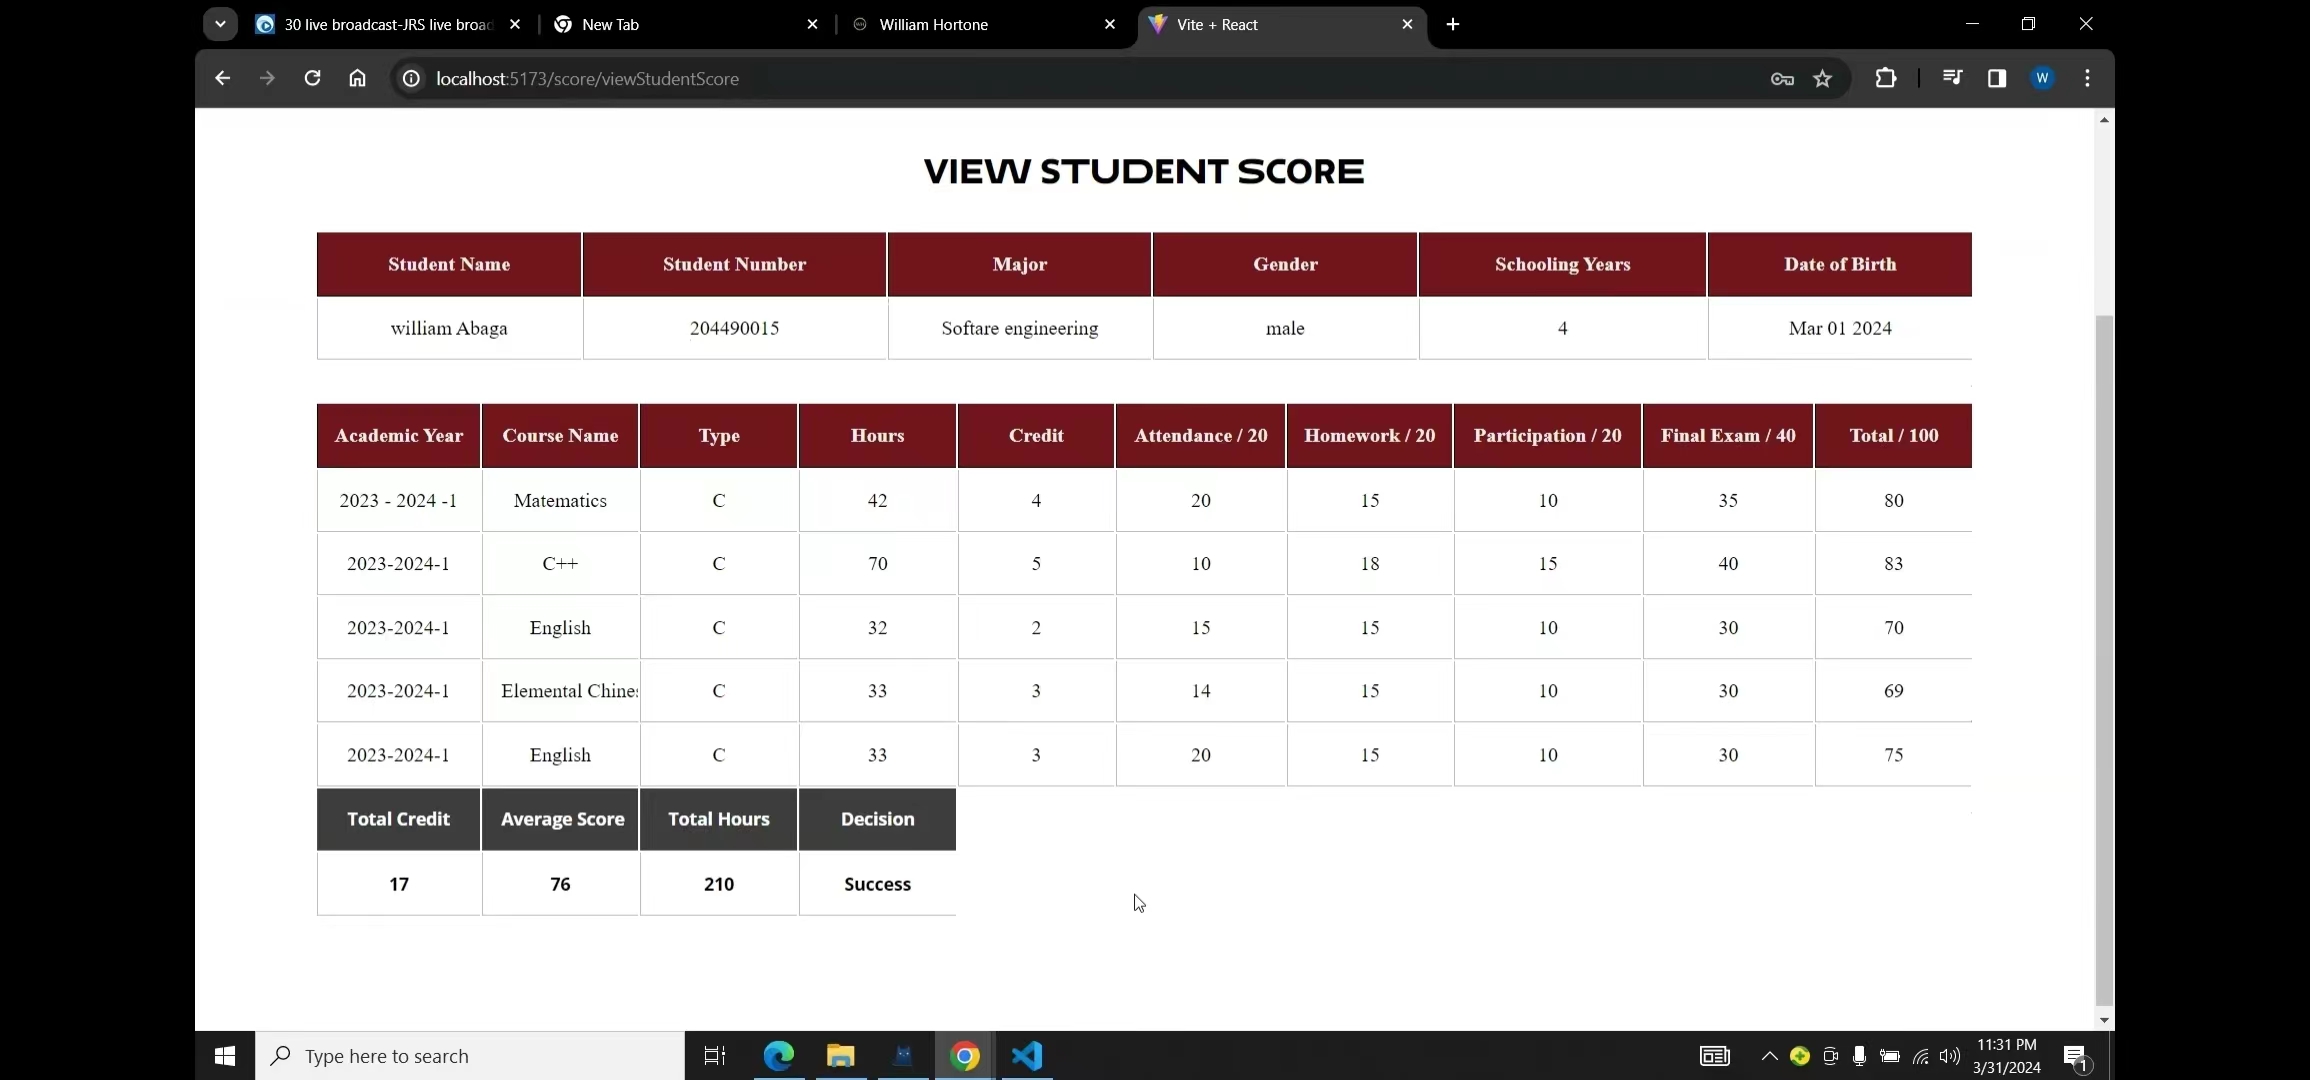 30 live broadcast-JRS live broad
New Tab
William Hortone
Vite + React
localhost:5173/score/viewStudentScore
W
VIEW STUDENT SCORE
Student Name Student Number Major Gender Schooling Years Date of Birth
william Abaga 204490015 Softare engineering male 4 Mar 01 2024
Academic Year Course Name Type Hours Credit Attendance / 20 Homework / 20 Participation / 20 Final Exam / 40 Total / 100
2023 - 2024 -1 Matematics C 42 4 20 15 10 35 80
2023-2024-1 C++ C 70 5 10 18 15 40 83
2023-2024-1 English C 32 2 15 15 10 30 70
2023-2024-1 Elemental Chines C 33 3 14 15 10 30 69
2023-2024-1 English C 33 3 20 15 10 30 75
Total Credit Average Score Total Hours Decision
17 76 210 Success
Type here to search
11:31 PM
3/31/2024
1